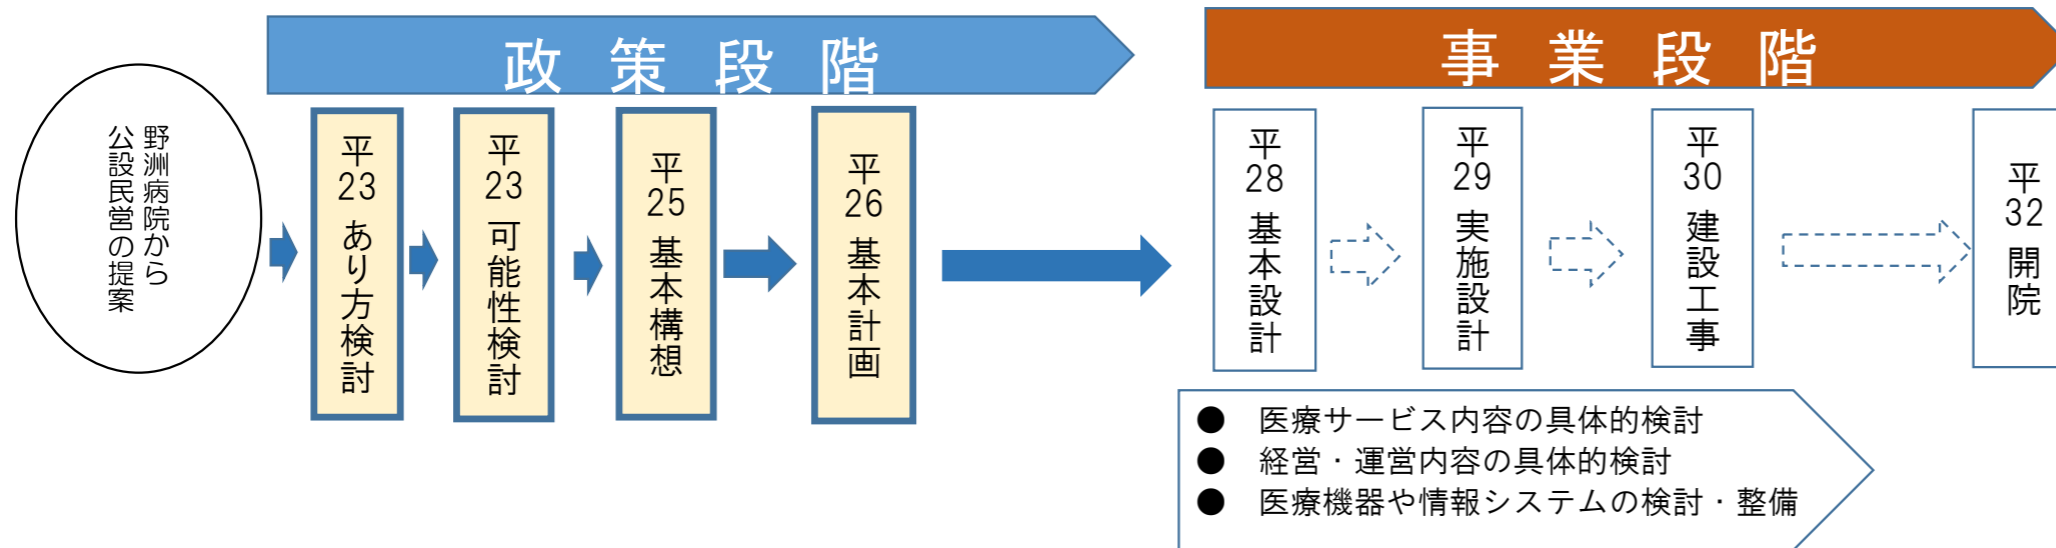 政策段階
事業段階
野洲病院から
公設民営の提案
平23 あり方検討
平23 可能性検討
平25 基本構想
平26 基本計画
平28 基本設計
平29 実施設計
平30 建設工事
平32 開院
● 医療サービス内容の具体的検討
● 経営・運営内容の具体的検討
● 医療機器や情報システムの検討・整備